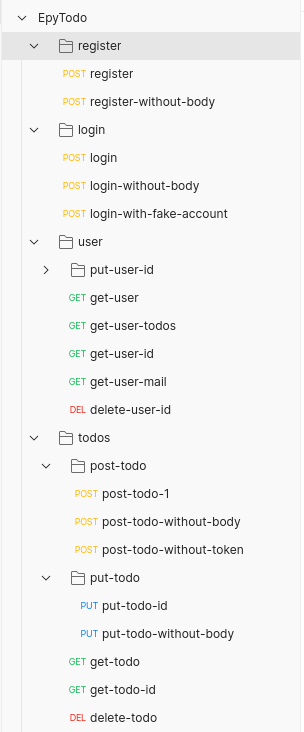 EpyTodo
register
POST register
POST register-without-body
login
POST login
POST login-without-body
POST login-with-fake-account
user
put-user-id
GET get-user
GET get-user-todos
GET get-user-id
GET get-user-mail
DEL delete-user-id
todos
post-todo
POST post-todo-1
POST post-todo-without-body
POST post-todo-without-token
put-todo
PUT put-todo-id
PUT put-todo-without-body
GET get-todo
GET get-todo-id
DEL delete-todo